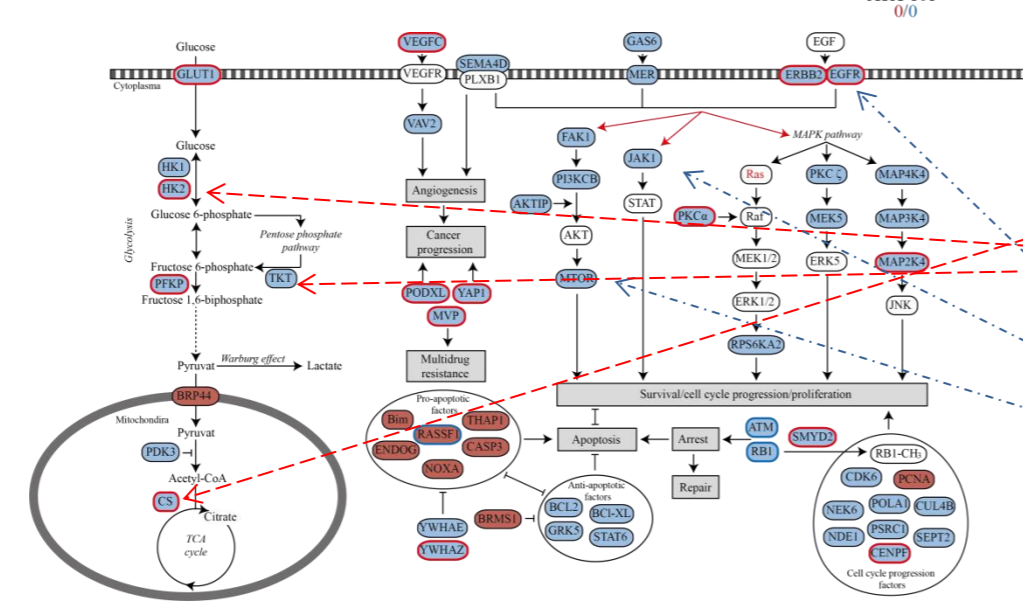 0/0
Glucose
GLUT1
Cytoplasma
Glucose
HK1
HK2
Glucose 6-phosphate
Pentose phosphate
pathway
Glycolysis
Fructose 6-phosphate
TKT
PFKP
Fructose 1,6-biphosphate
Warburg effect
Pyruvat
Lactate
BRP44
Mitochondria
Pyruvat
PDK3
Acetyl-CoA
CS
Citrate
TCA
cycle
VEGFC
VEGFR
SEMA4D
PLXB1
VAV2
Angiogenesis
Cancer
progression
PODXL
YAP1
MVP
Multidrug
resistance
GAS6
MER
EGF
ERBB2
EGFR
FAK1
PI3KCB
AKTIP
AKT
MTOR
JAK1
STAT
MAPK pathway
Ras
PKCα
Raf
MEK1/2
ERK1/2
RPS6KA2
PKC ζ
MEK5
ERK5
MAP4K4
MAP3K4
MAP2K4
JNK
Survival/cell cycle progression/proliferation
Pro-apoptotic
factors
Bim
THAP1
RASSF1
ENDOG
CASP3
NOXA
Apoptosis
Arrest
Repair
ATM
RB1
SMYD2
Anti-apoptotic
factors
BCL2
BCl-XL
GRK5
STAT6
BRMS1
YWHAE
YWHAZ
RB1-CH3
CDK6
PCNA
NEK6
POLA1
CUL4B
NDE1
PSRC1
SEPT2
CENPF
Cell cycle progression
factors